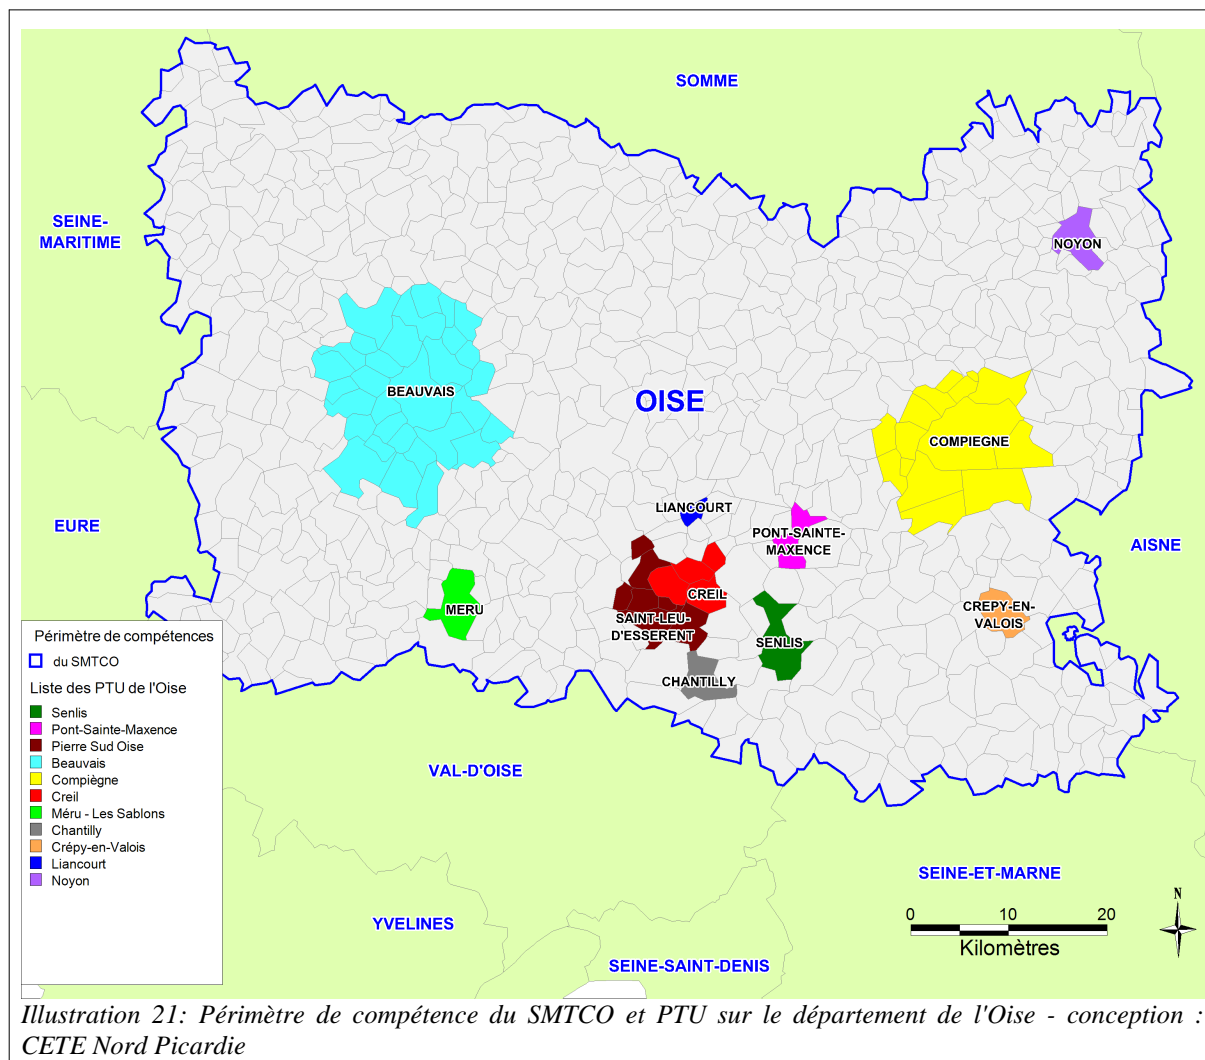 SOMME
SEINE-
MARITIME
NOYON
BEAUVAIS
OISE
COMPIEGNE
LIANCOURT
PONT-SAINTE-
MAXENCE
EURE
AISNE
MERU
CREIL
SAINT-LEU-
D'ESSERENT
SENLIS
CREPY-EN-
VALOIS
CHANTILLY
Périmètre de compétences
du SMTCO
Liste des PTU de l'Oise
Senlis
Pont-Sainte-Maxence
Pierre Sud Oise
Beauvais
Compiègne
Creil
Méru - Les Sablons
Chantilly
Crépy-en-Valois
Liancourt
Noyon
VAL-D'OISE
SEINE-ET-MARNE
YVELINES
SEINE-SAINT-DENIS
N
0 10 20
Kilomètres
Illustration 21: Périmètre de compétence du SMTCO et PTU sur le département de l'Oise - conception :
CETE Nord Picardie